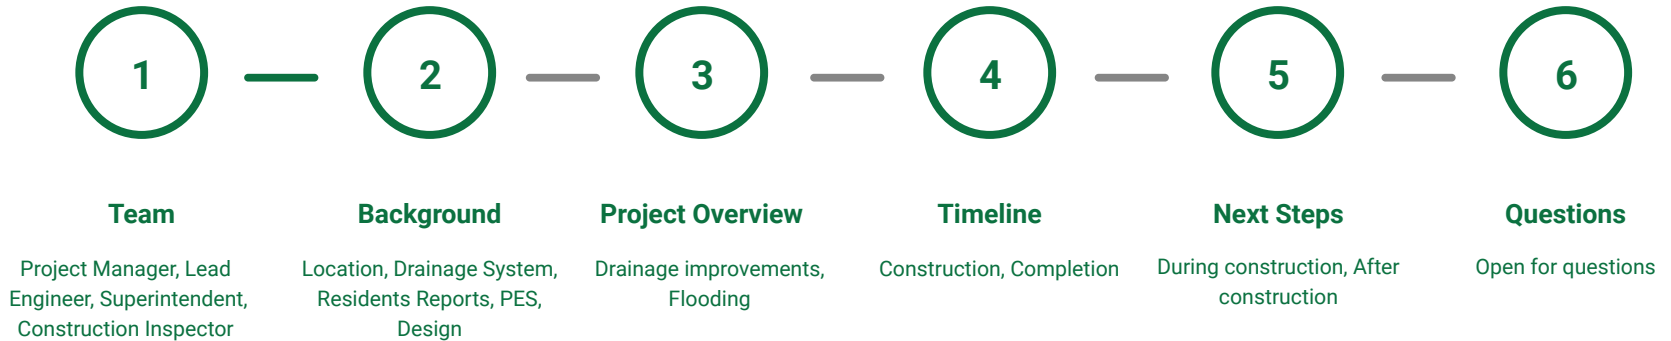 1
2
3
4
5
6
Team
Project Manager, Lead
Engineer, Superintendent,
Construction Inspector
Background
Location, Drainage System,
Residents Reports, PES,
Design
Project Overview
Drainage improvements,
Flooding
Timeline
Construction, Completion
Next Steps
During construction, After
construction
Questions
Open for questions